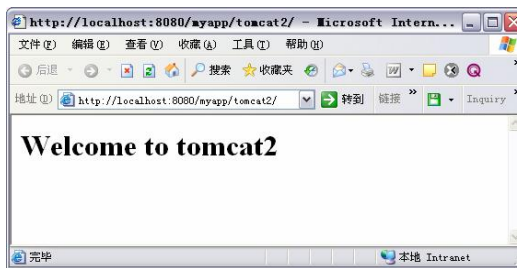 http://localhost:8080/myapp/tomcat2/ - Microsoft Intern...
文件(F) 编辑(E) 查看(V) 收藏(A) 工具(T) 帮助(H)
后退 搜索 收藏夹
地址(D) http://localhost:8080/myapp/tomcat2/ 转到 链接 » Inquiry
Welcome to tomcat2
完毕 本地 Intranet